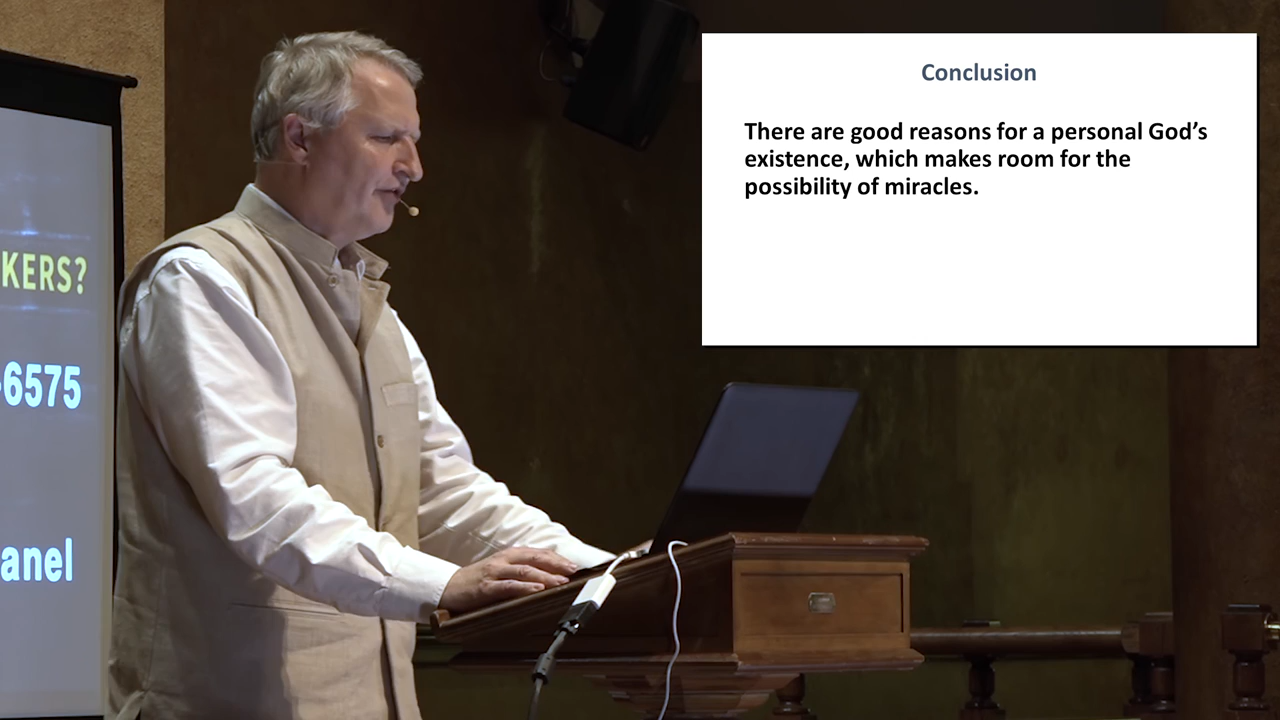 KERS?
-6575
anel
Conclusion
There are good reasons for a personal God’s
existence, which makes room for the
possibility of miracles.